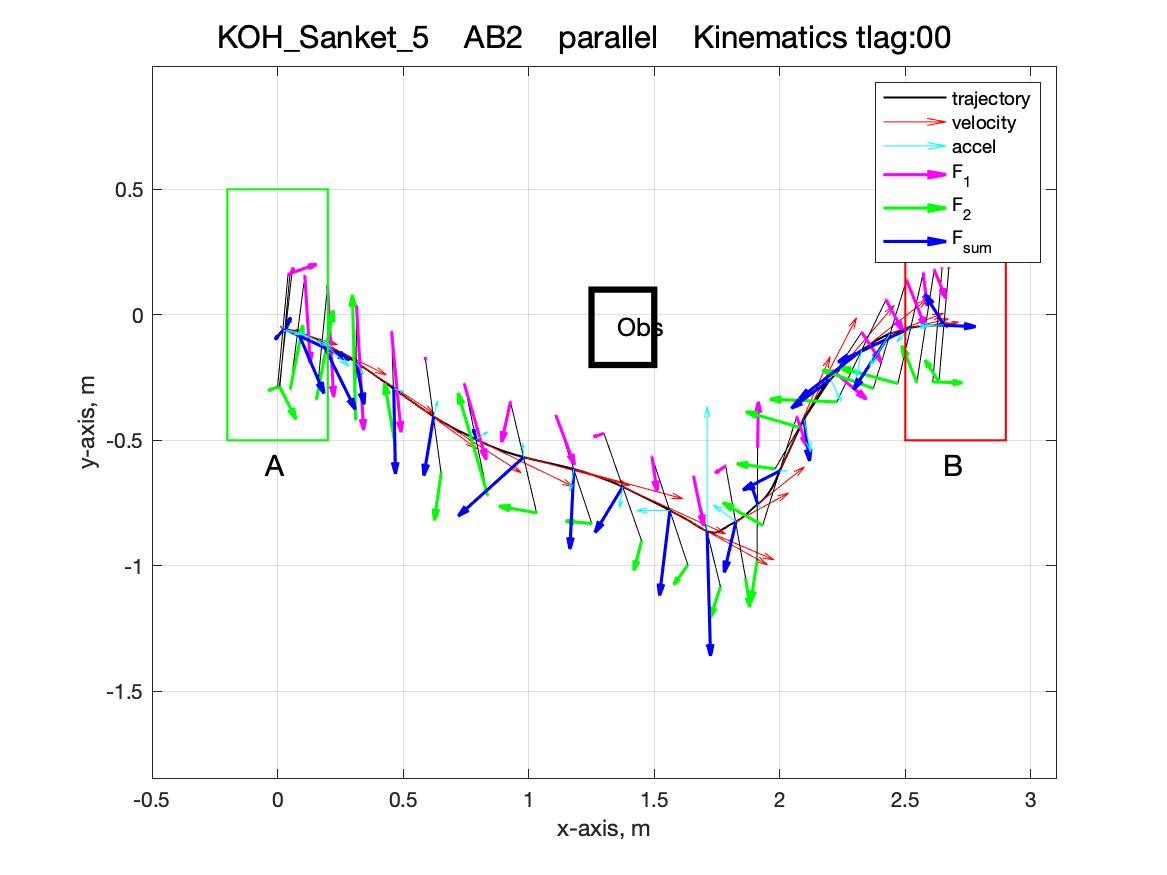 KOH_Sanket_5 AB2 parallel Kinematics tlag:00
trajectory
velocity
accel
F1
F2
Fsum
0.5
0
-0.5
-1
-1.5
y-axis, m
Obs
A
B
-0.5 0 0.5 1 1.5 2 2.5 3
x-axis, m